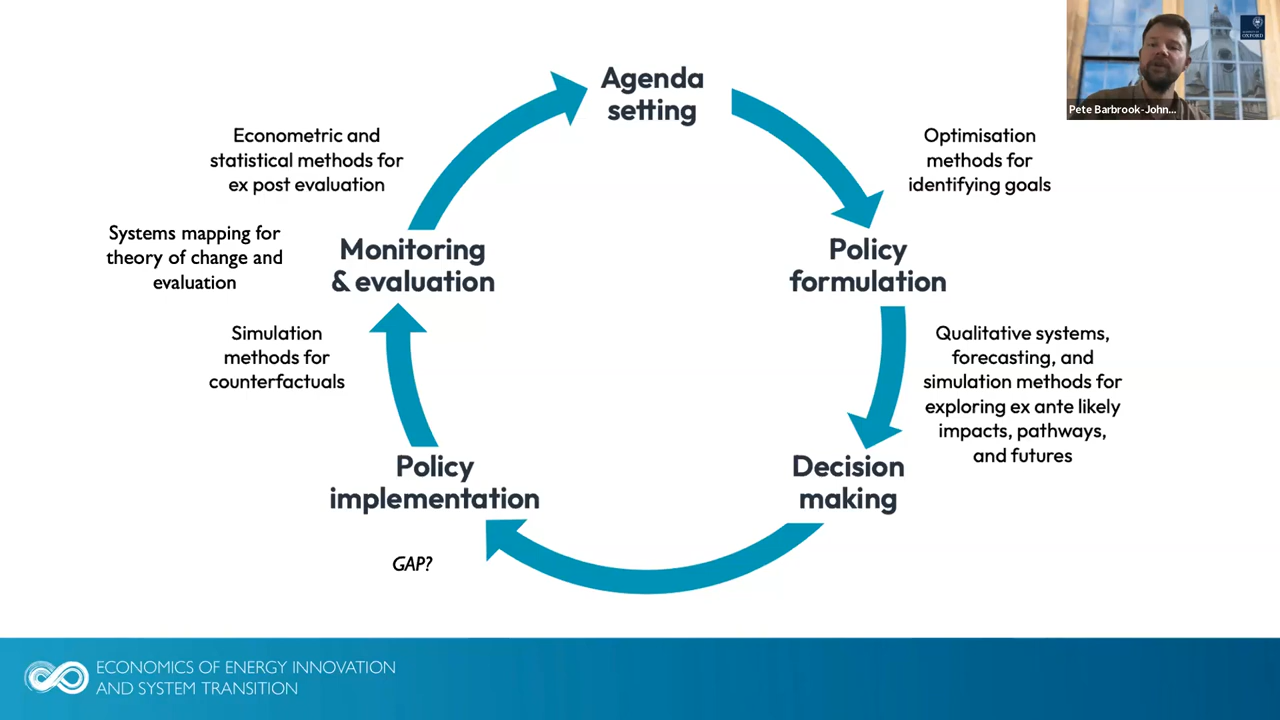 Agenda
setting
UNIVERSITY OF
OXFORD
Pete Barbrook-John...
Econometric and
statistical methods for
ex post evaluation
Optimisation
methods for
identifying goals
Systems mapping for
theory of change and
evaluation
Monitoring
& evaluation
Policy
formulation
Simulation
methods for
counterfactuals
Qualitative systems,
forecasting, and
simulation methods for
exploring ex ante likely
impacts, pathways,
and futures
Policy
implementation
Decision
making
GAP?
ECONOMICS OF ENERGY INNOVATION
AND SYSTEM TRANSITION